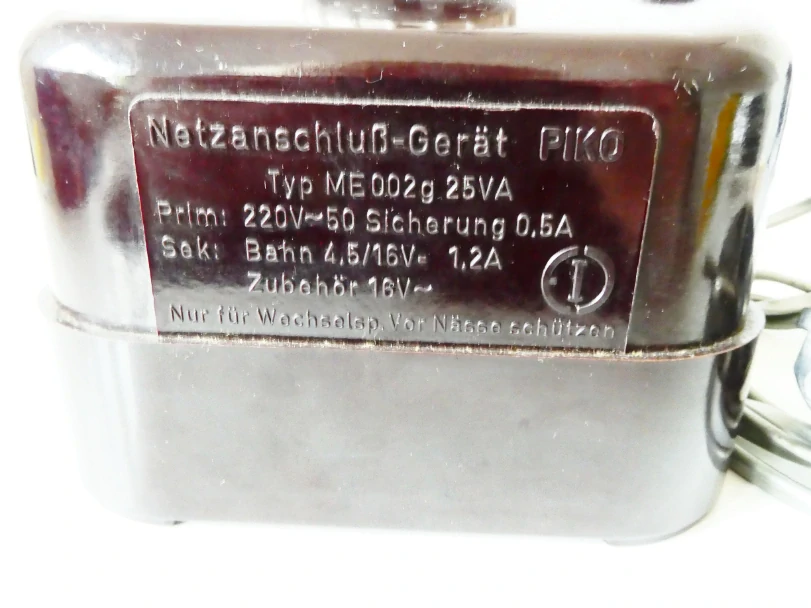 Netzanschluß-Gerät PIKO
Typ ME 002g 25VA
Prim: 220V~50 Sicherung 0,5A
Sek: Bahn 4,5/16V= 1,2A
Zubehör 16V~
I
Nur für Wechselsp. Vor Nässe schützen